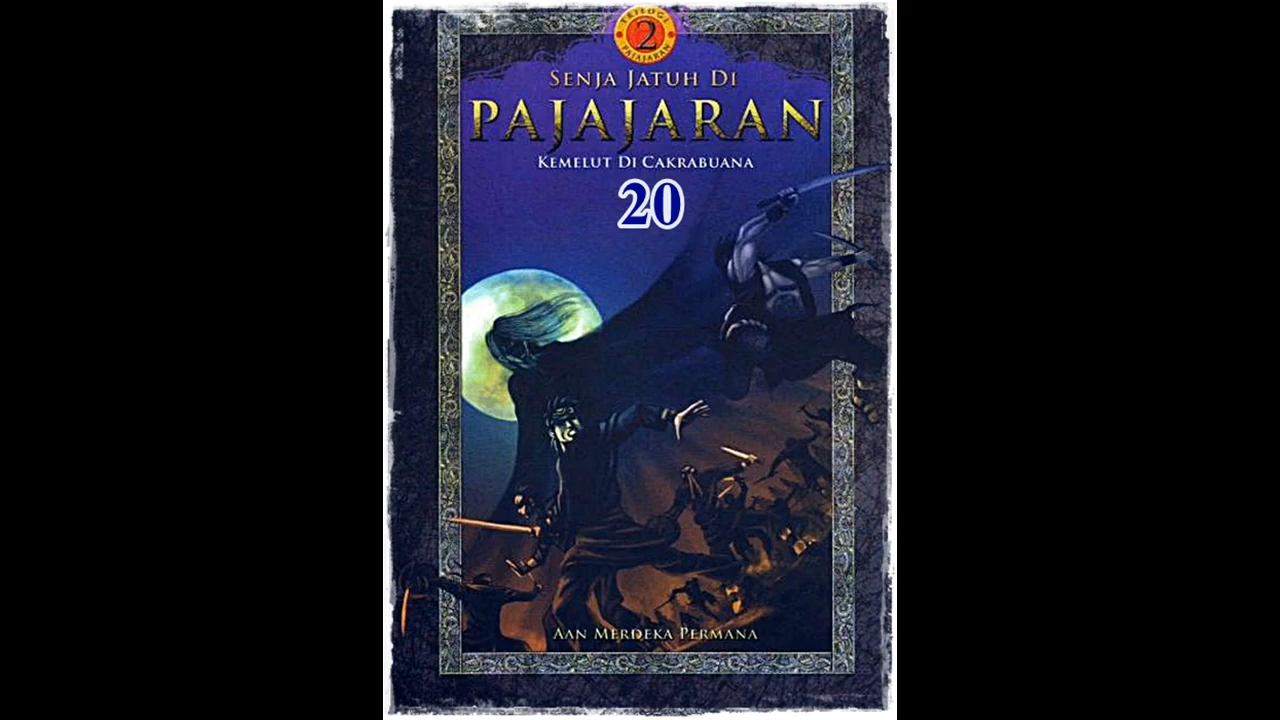 TRILOGI
2
PAJAJARAN
SENJA JATUH DI
PAJAJARAN
KEMELUT DI CAKRABUANA
20
AAN MERDEKA PERMANA